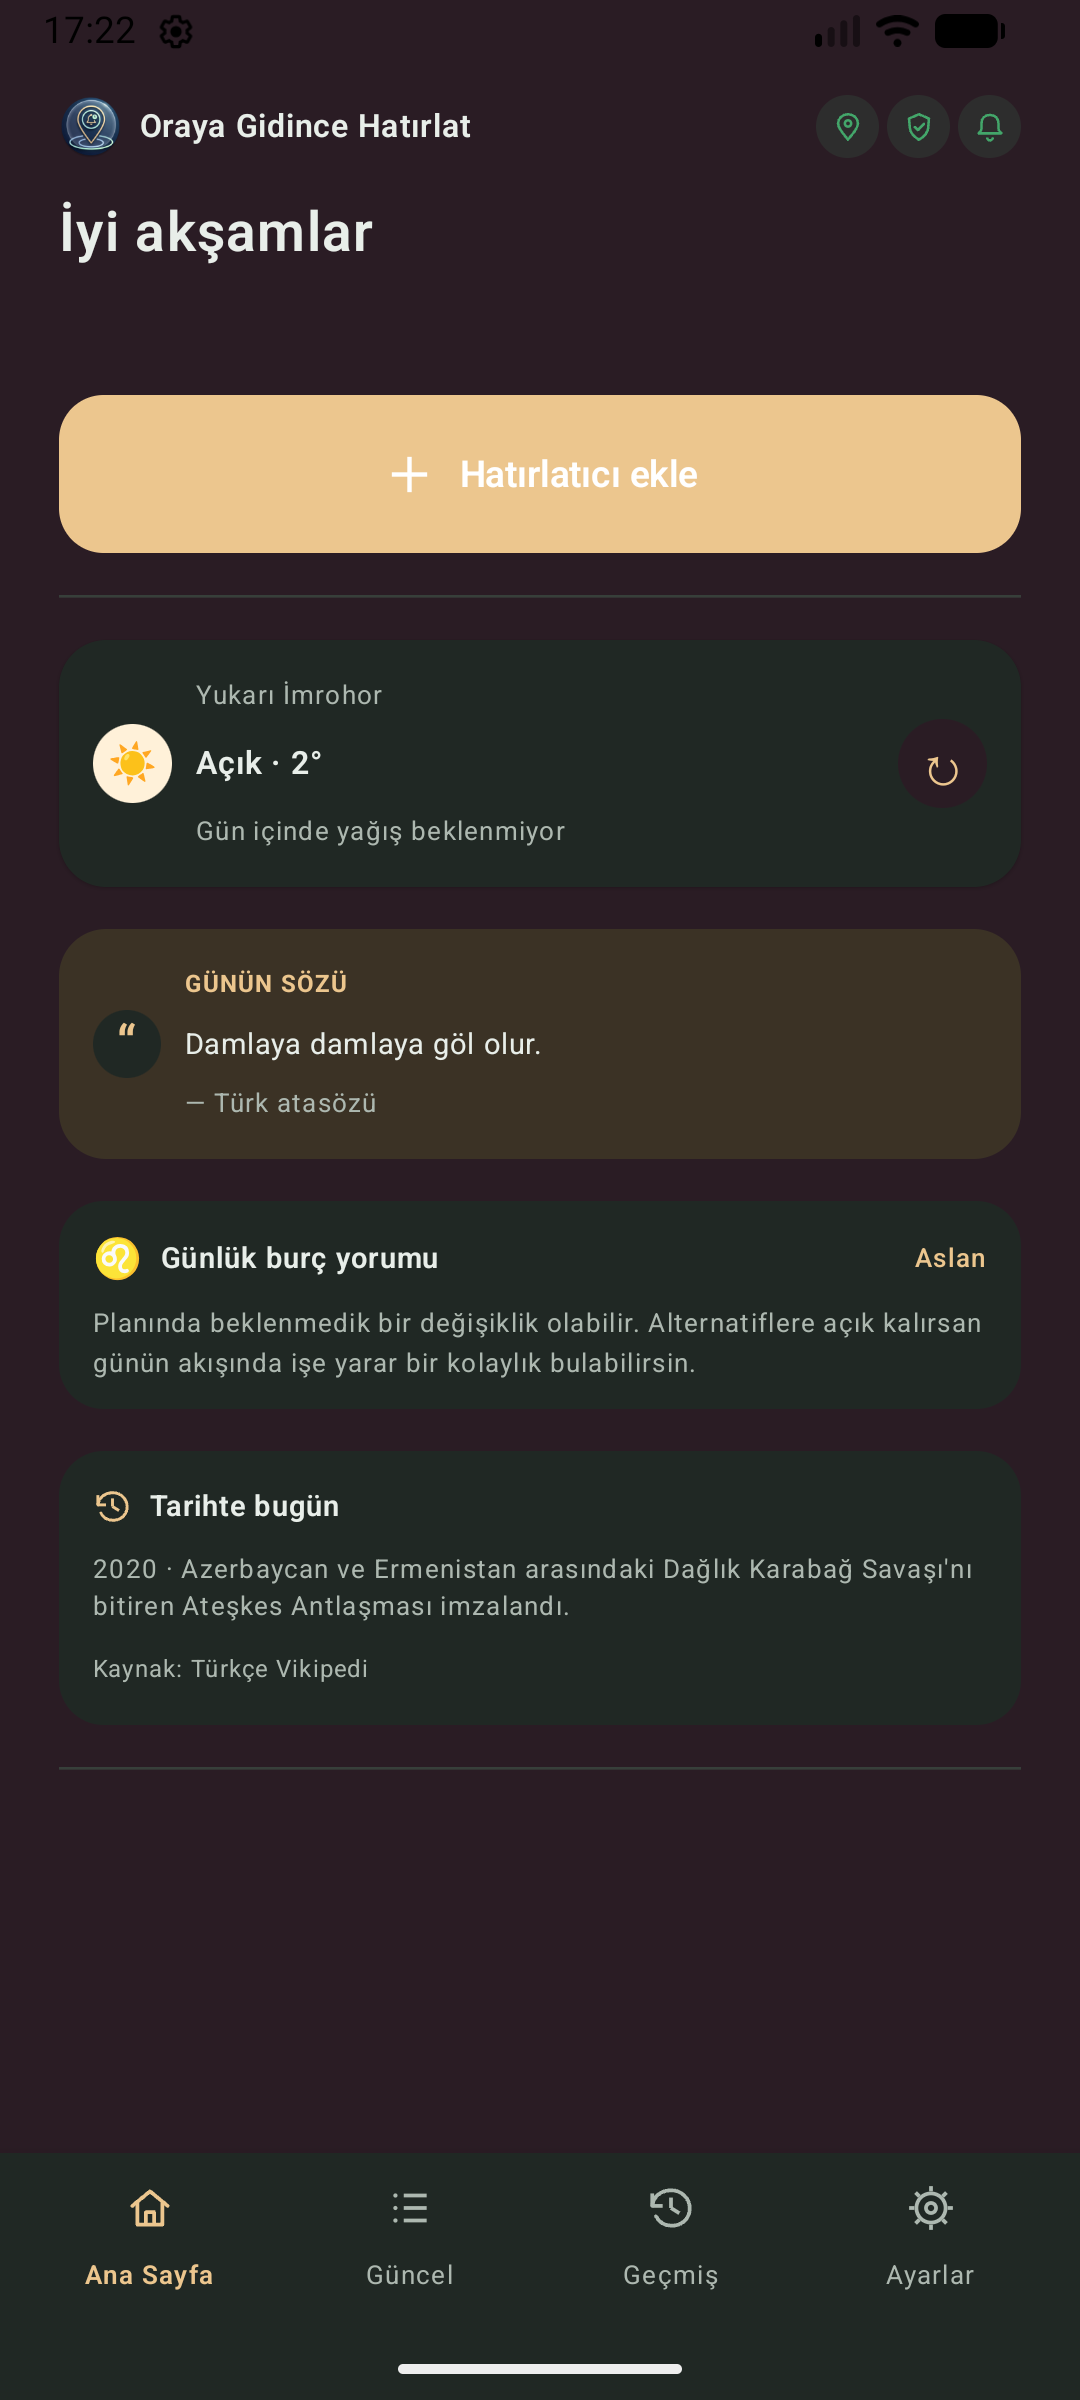 17:22
Oraya Gidince Hatırlat
İyi akşamlar
Hatırlatıcı ekle
Yukarı İmrohor
Açık · 2°
Gün içinde yağış beklenmiyor
GÜNÜN SÖZÜ
“
Damlaya damlaya göl olur.
— Türk atasözü
Günlük burç yorumu
Aslan
Planında beklenmedik bir değişiklik olabilir. Alternatiflere açık kalırsan
günün akışında işe yarar bir kolaylık bulabilirsin.
Tarihte bugün
2020 · Azerbaycan ve Ermenistan arasındaki Dağlık Karabağ Savaşı'nı
bitiren Ateşkes Antlaşması imzalandı.
Kaynak: Türkçe Vikipedi
Ana Sayfa
Güncel
Geçmiş
Ayarlar